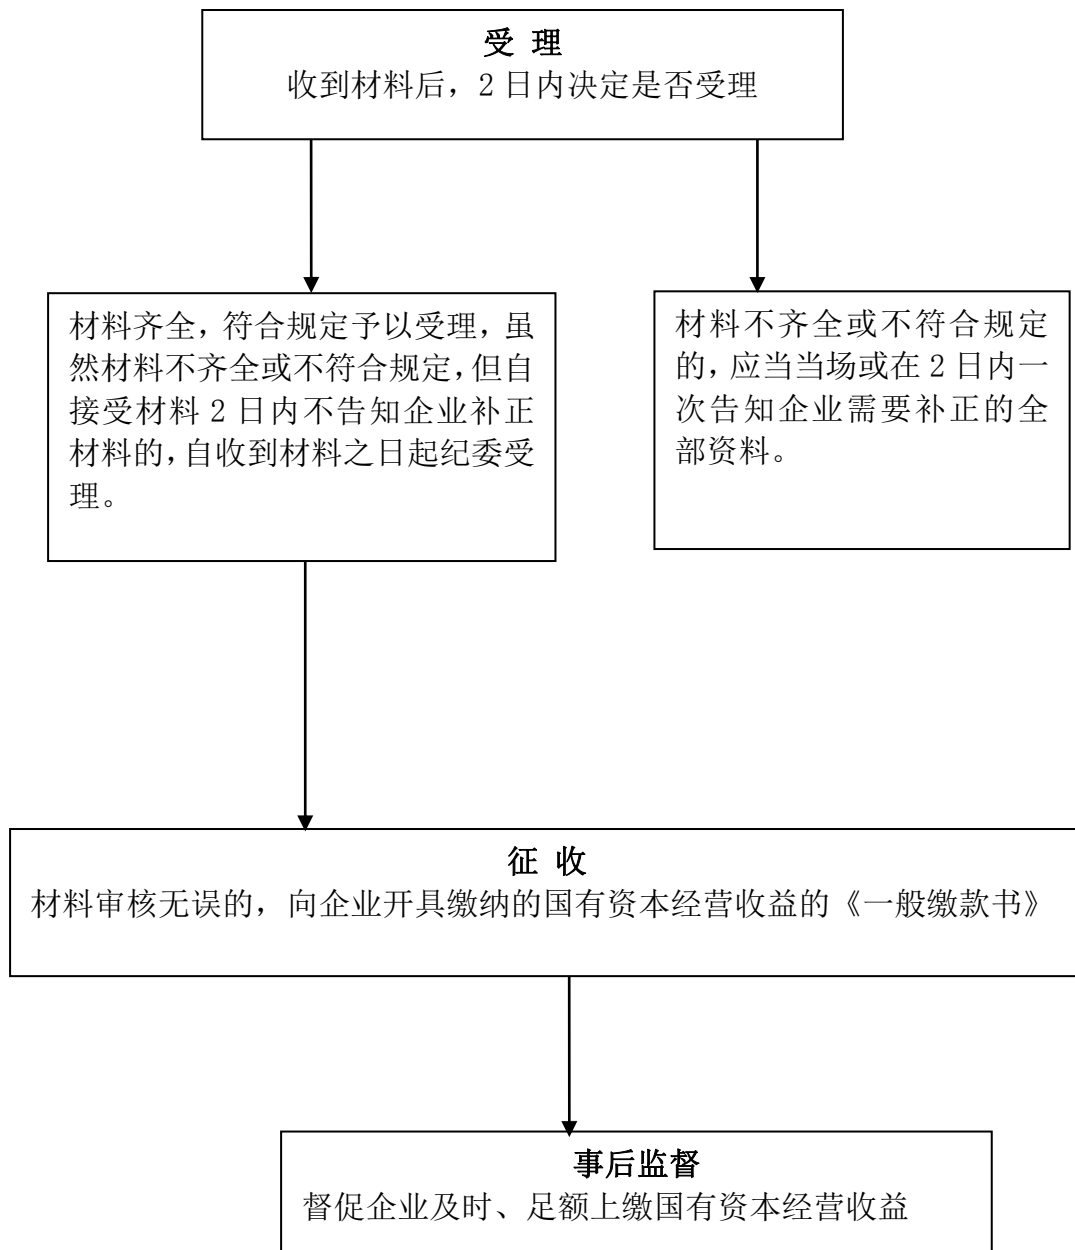 受 理
收到材料后，2 日内决定是否受理
材料齐全，符合规定予以受理，虽
然材料不齐全或不符合规定，但自
接受材料 2 日内不告知企业补正
材料的，自收到材料之日起纪委受
理。
材料不齐全或不符合规定
的，应当当场或在 2 日内一
次告知企业需要补正的全
部资料。
征 收
材料审核无误的，向企业开具缴纳的国有资本经营收益的《一般缴款书》
事后监督
督促企业及时、足额上缴国有资本经营收益